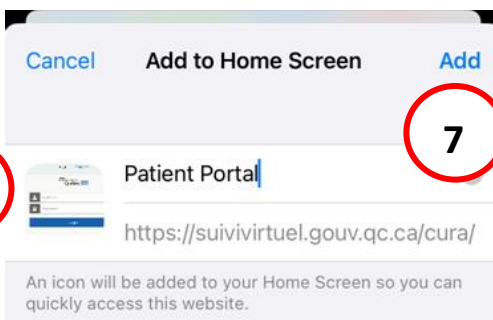 Cancel Add to Home Screen Add
7
Patient Portal
https://suivivirtuel.gouv.qc.ca/cura/
An icon will be added to your Home Screen so you can
quickly access this website.